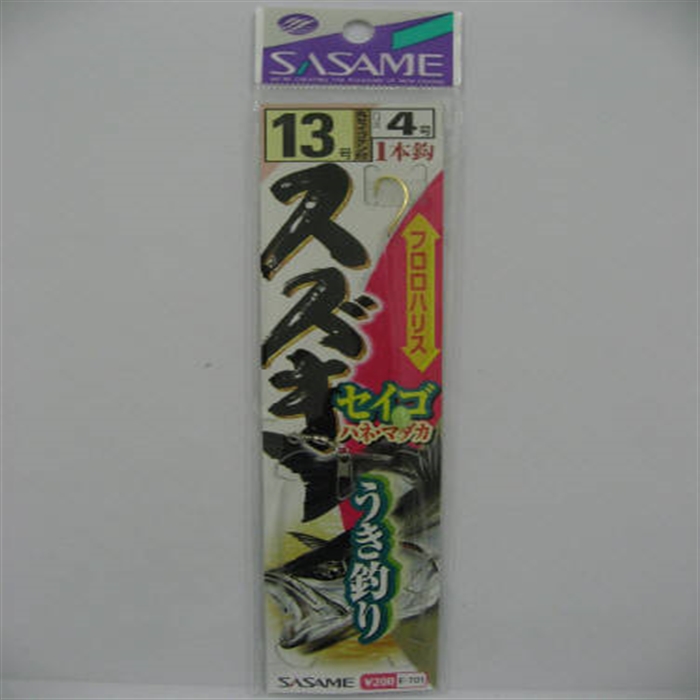 SASAME
13号
4号
1本鈎
スズキ
フロロハリス
セイゴ
ハネ・マダカ
うき釣り
SASAME ¥200 E-701